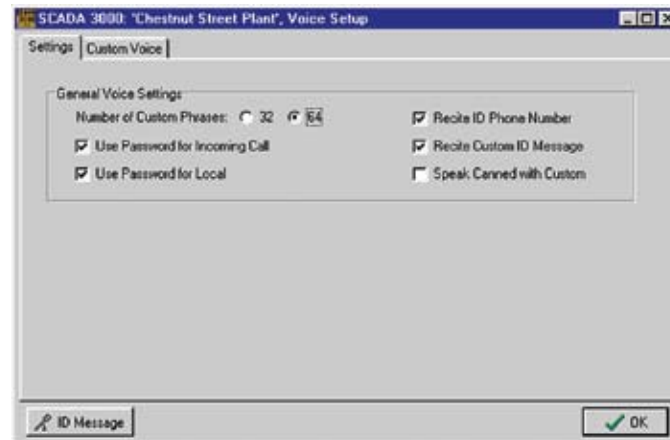 SCADA 3000: 'Chestnut Street Plant', Voice Setup
Settings Custom Voice
General Voice Settings
Number of Custom Phrases: 32 64
Recite ID Phone Number
Use Password for Incoming Call
Recite Custom ID Message
Use Password for Local
Speak Canned with Custom
ID Message
OK